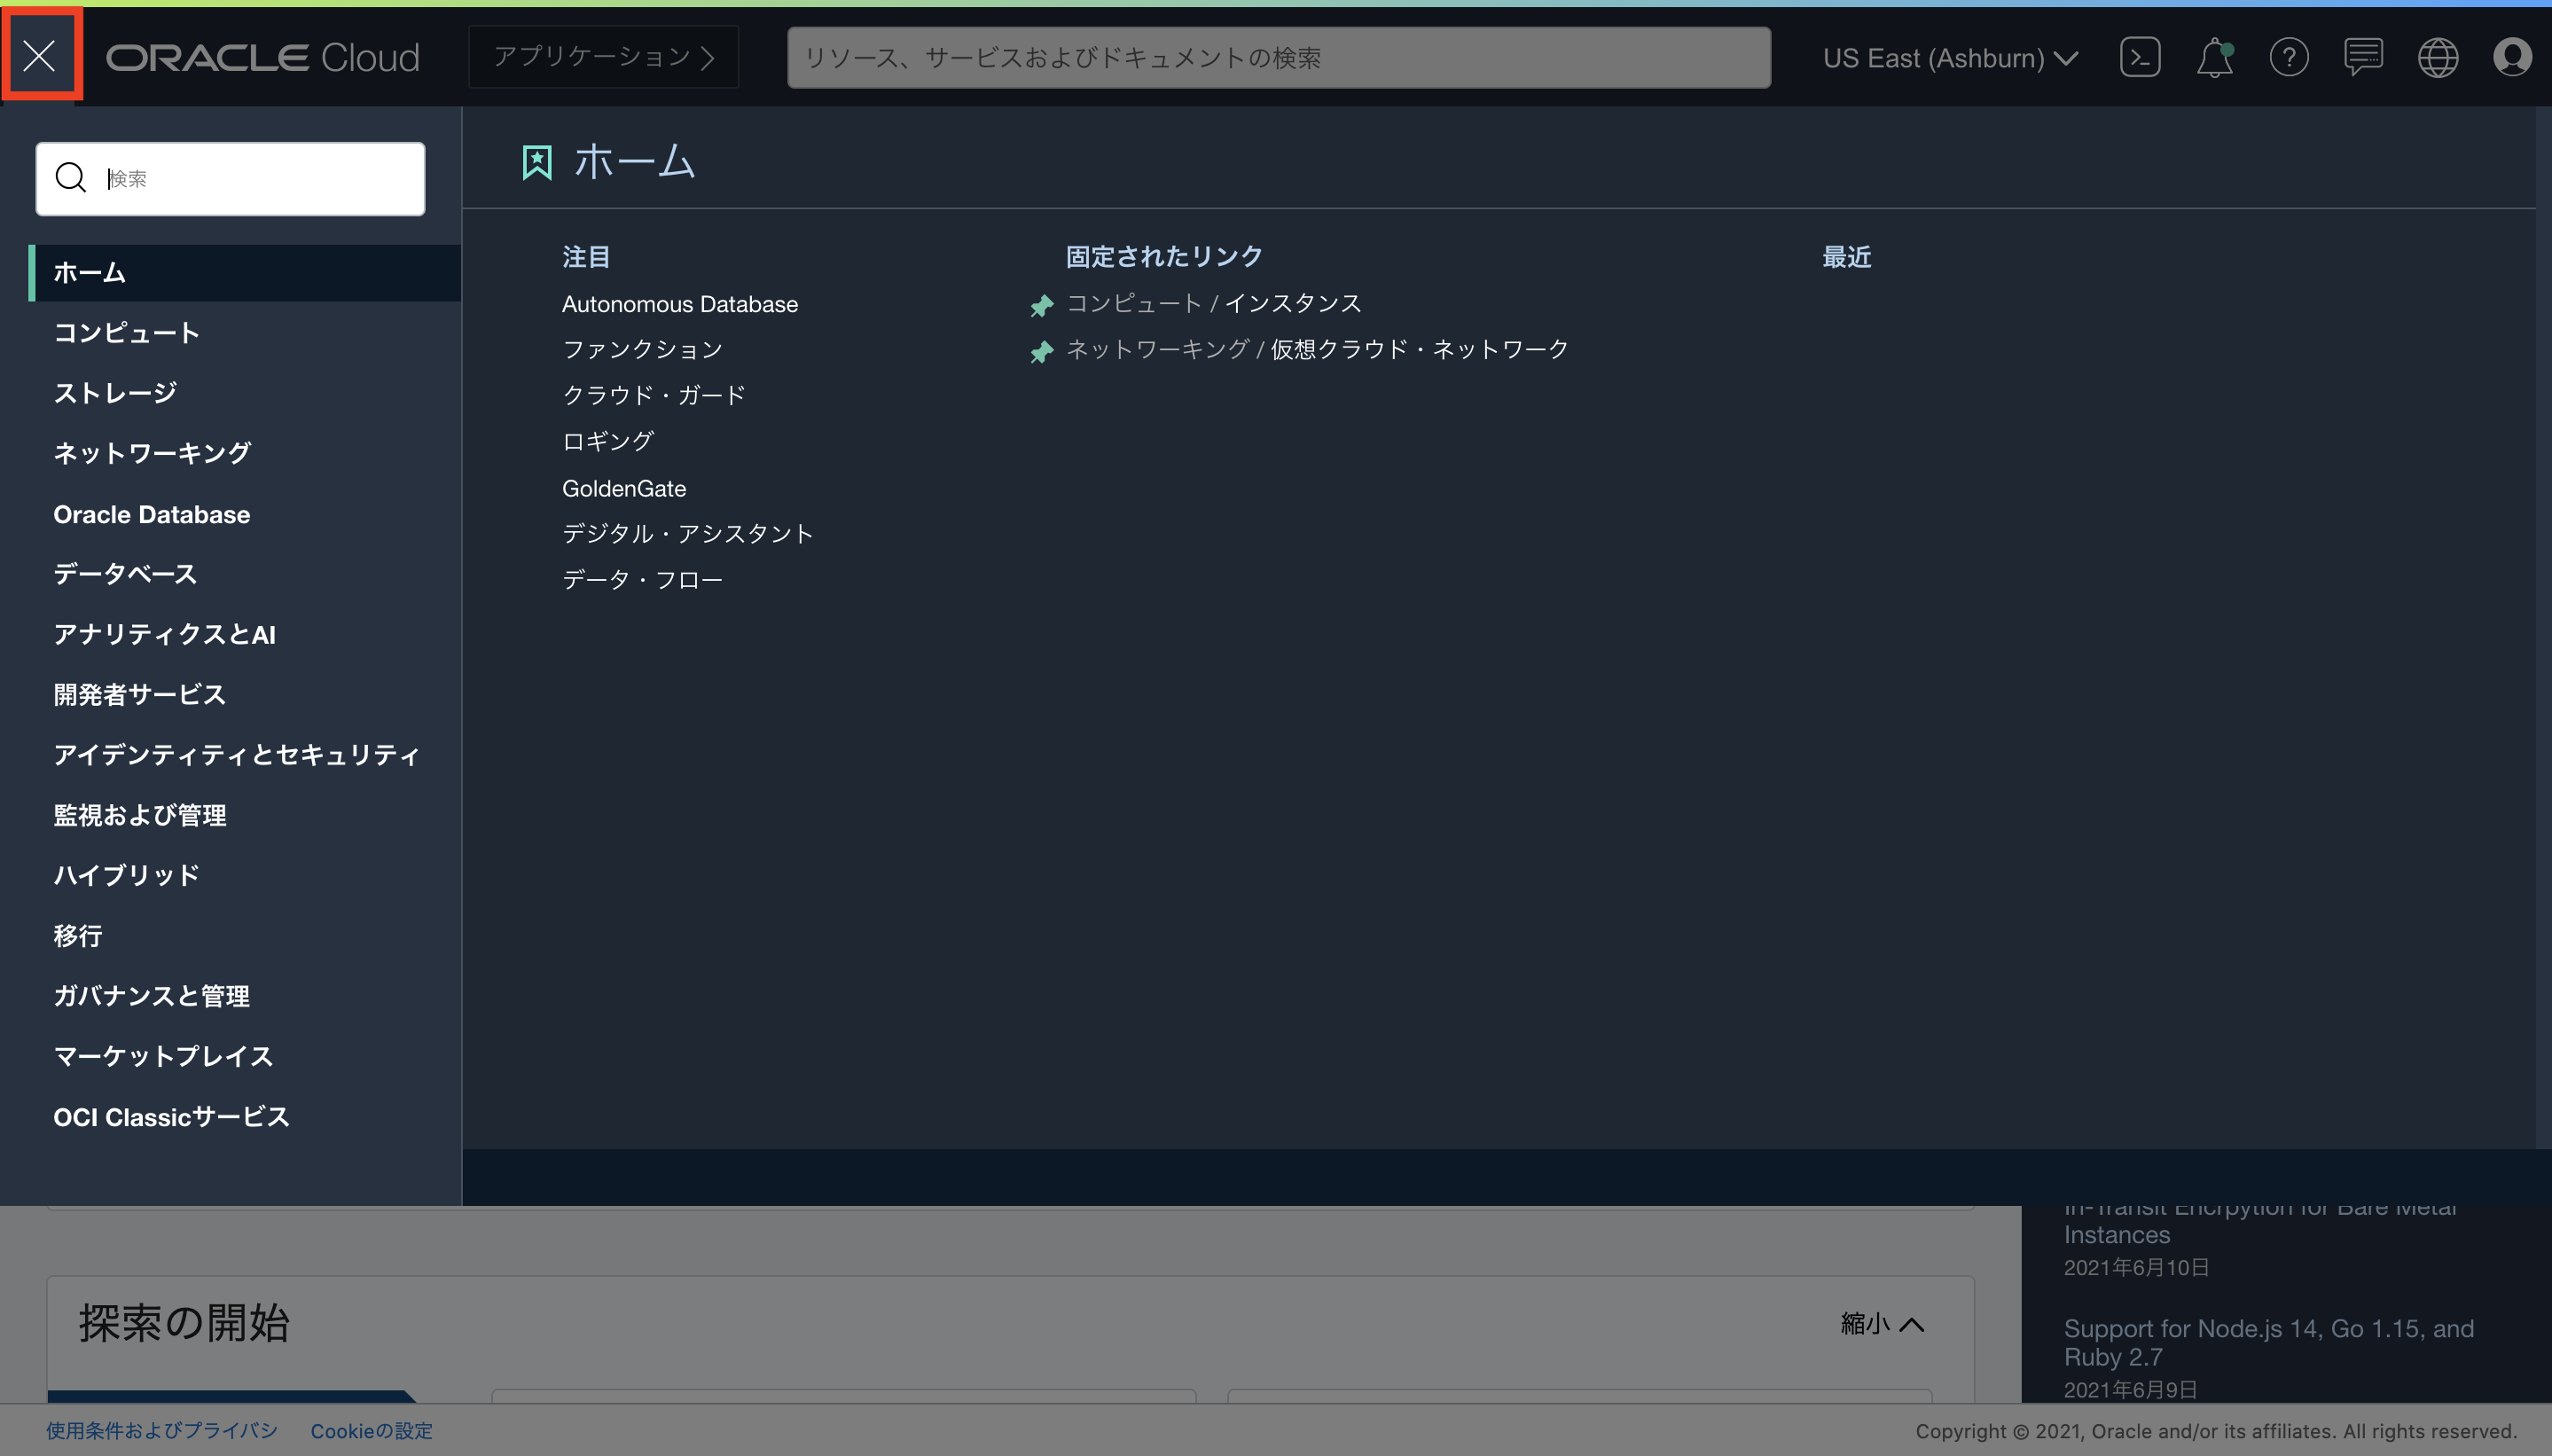 ORACLE Cloud
アプリケーション
リソース、サービスおよびドキュメントの検索
US East (Ashburn)
検索
ホーム
コンピュート
ストレージ
ネットワーキング
Oracle Database
データベース
アナリティクスとAI
開発者サービス
アイデンティティとセキュリティ
監視および管理
ハイブリッド
移行
ガバナンスと管理
マーケットプレイス
OCI Classicサービス
ホーム
注目
Autonomous Database
ファンクション
クラウド・ガード
ロギング
GoldenGate
デジタル・アシスタント
データ・フロー
固定されたリンク
コンピュート / インスタンス
ネットワーキング / 仮想クラウド・ネットワーク
最近
探索の開始
縮小
In-Transit Encrpytion for Bare Metal
Instances
2021年6月10日
Support for Node.js 14, Go 1.15, and
Ruby 2.7
2021年6月9日
使用条件およびプライバシ
Cookieの設定
Copyright © 2021, Oracle and/or its affiliates. All rights reserved.